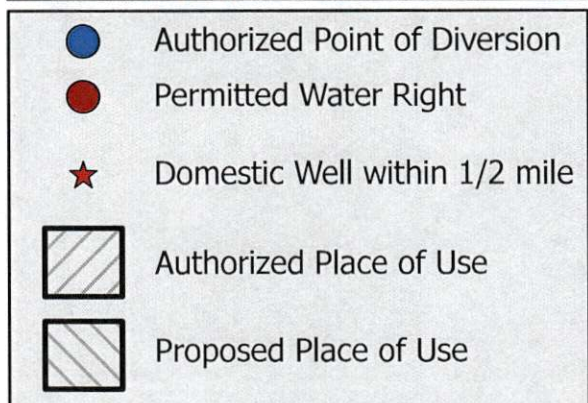 Authorized Point of Diversion
Permitted Water Right
Domestic Well within 1/2 mile
Authorized Place of Use
Proposed Place of Use